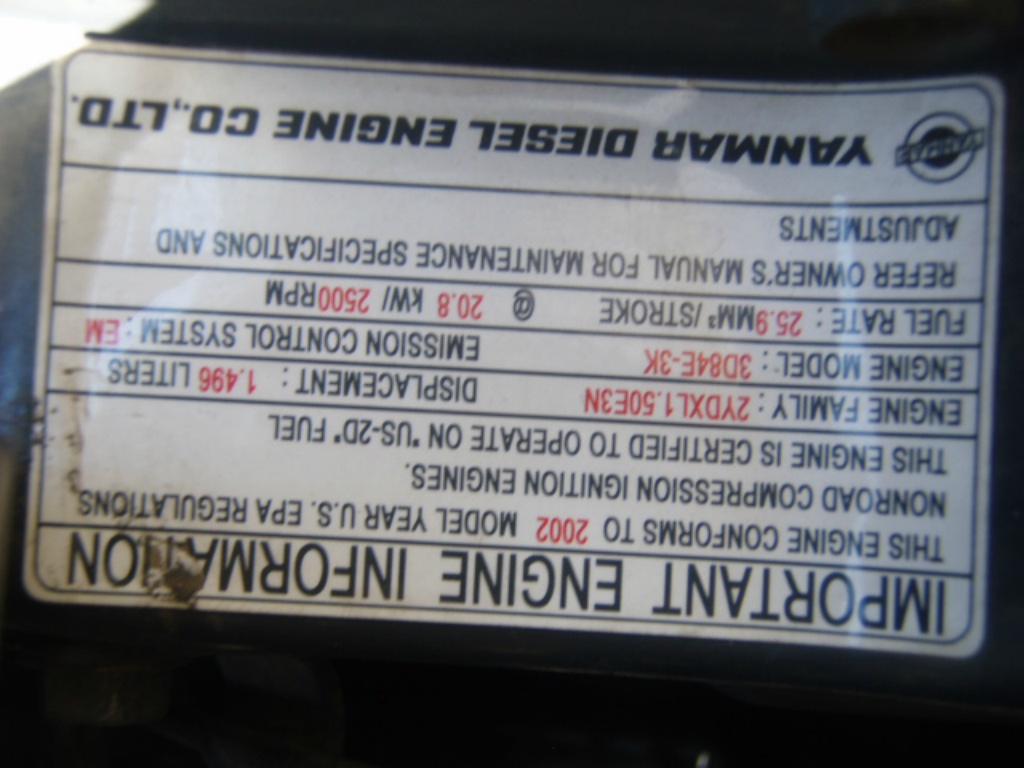 IMPORTANT ENGINE INFORMATION
THIS ENGINE CONFORMS TO 2002 MODEL YEAR U.S. EPA REGULATIONS
NONROAD COMPRESSION IGNITION ENGINES.
THIS ENGINE IS CERTIFIED TO OPERATE ON "US-2D" FUEL
ENGINE FAMILY : 2YDXL1.50E3N DISPLACEMENT : 1.496 LITERS
ENGINE MODEL : 3D84E-3K EMISSION CONTROL SYSTEM : EM
FUEL RATE : 25.9MM³/STROKE @ 20.8 kW/ 2500RPM
REFER OWNER'S MANUAL FOR MAINTENANCE SPECIFICATIONS AND
ADJUSTMENTS
YANMAR YANMAR DIESEL ENGINE CO.,LTD.